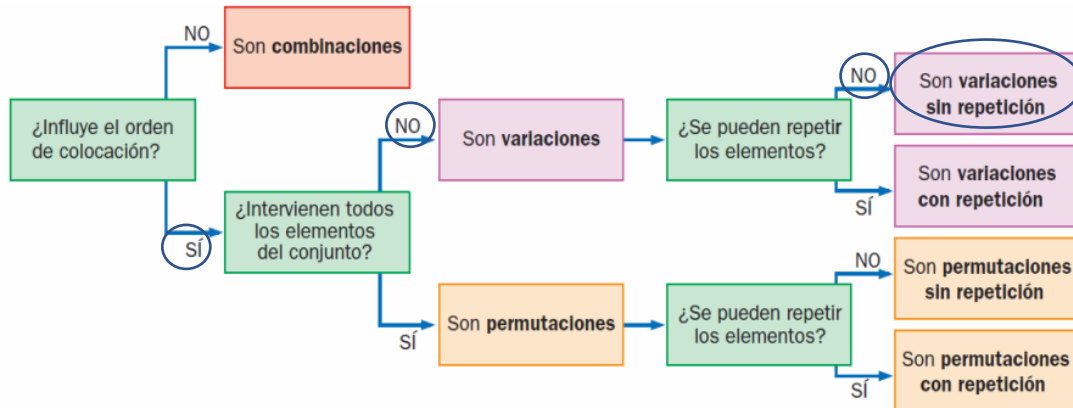 NO
Son combinaciones
¿Influye el orden
de colocación?
SÍ
¿Intervienen todos
los elementos
del conjunto?
NO
Son variaciones
¿Se pueden repetir
los elementos?
NO
Son variaciones
sin repetición
SÍ
Son variaciones
con repetición
SÍ
Son permutaciones
¿Se pueden repetir
los elementos?
NO
Son permutaciones
sin repetición
SÍ
Son permutaciones
con repetición